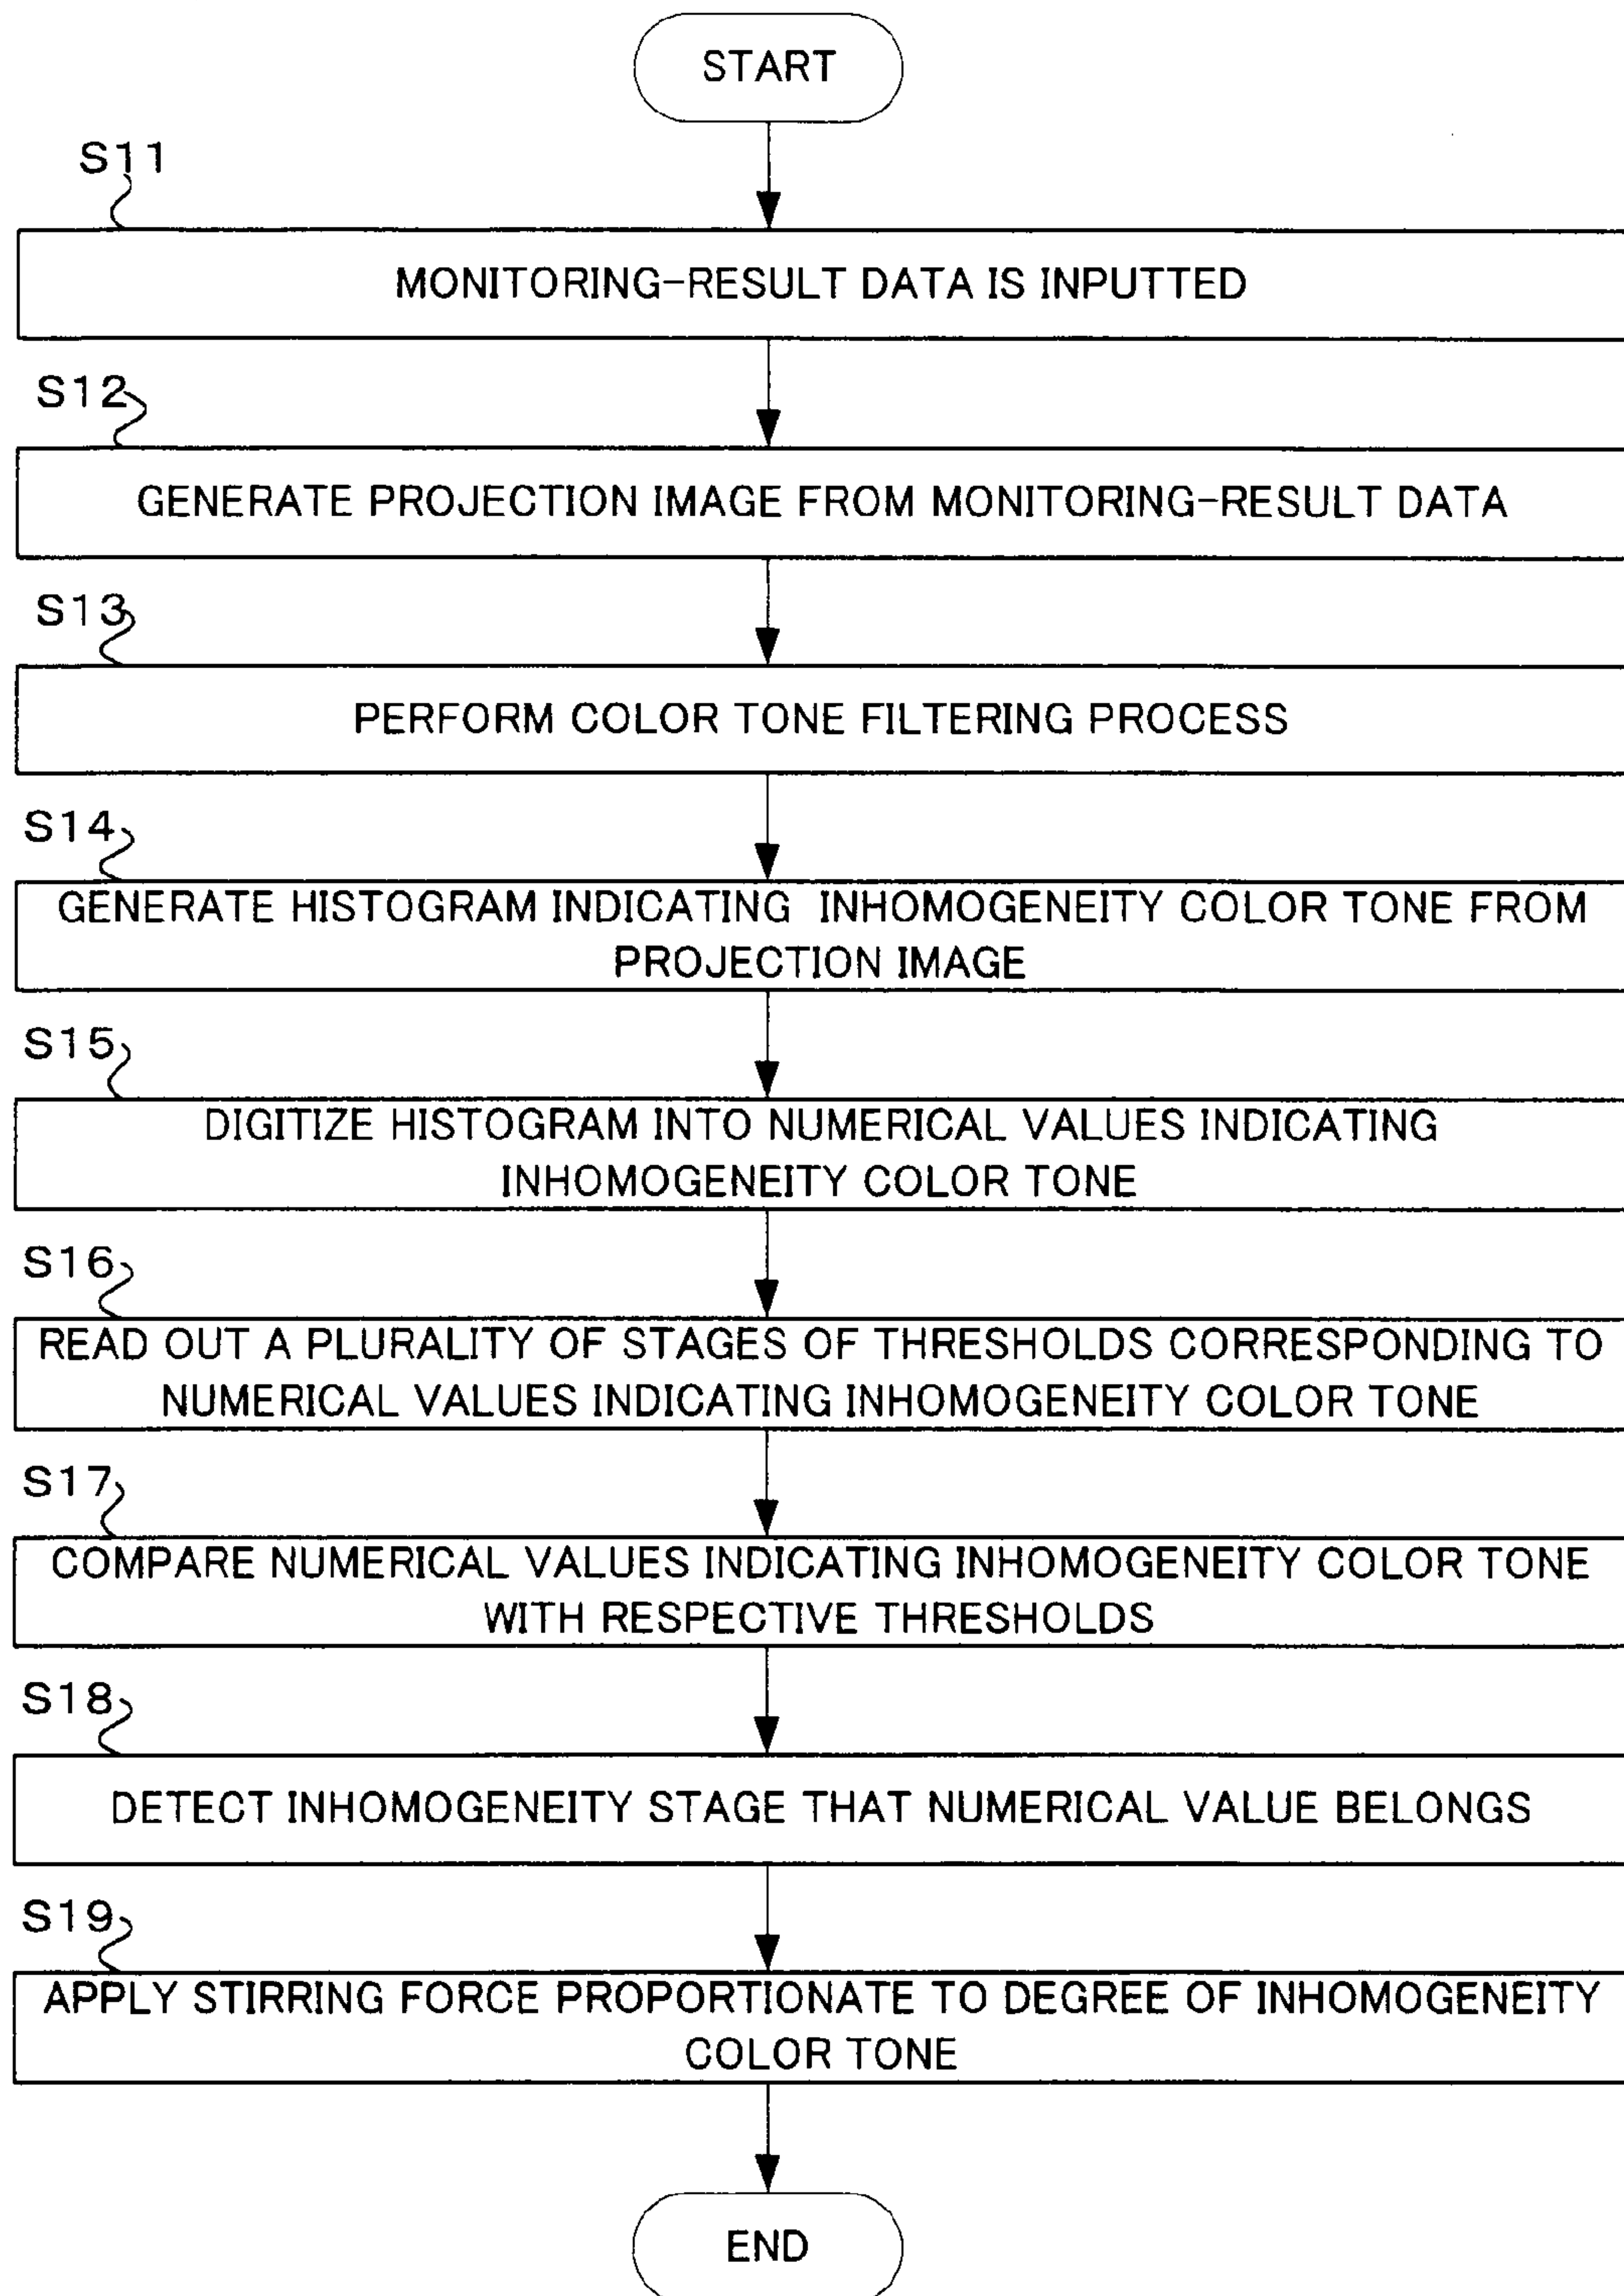 START
S11
MONITORING-RESULT DATA IS INPUTTED
S12
GENERATE PROJECTION IMAGE FROM MONITORING-RESULT DATA
S13
PERFORM COLOR TONE FILTERING PROCESS
S14
GENERATE HISTOGRAM INDICATING INHOMOGENEITY COLOR TONE FROM
PROJECTION IMAGE
S15
DIGITIZE HISTOGRAM INTO NUMERICAL VALUES INDICATING
INHOMOGENEITY COLOR TONE
S16
READ OUT A PLURALITY OF STAGES OF THRESHOLDS CORRESPONDING TO
NUMERICAL VALUES INDICATING INHOMOGENEITY COLOR TONE
S17
COMPARE NUMERICAL VALUES INDICATING INHOMOGENEITY COLOR TONE
WITH RESPECTIVE THRESHOLDS
S18
DETECT INHOMOGENEITY STAGE THAT NUMERICAL VALUE BELONGS
S19
APPLY STIRRING FORCE PROPORTIONATE TO DEGREE OF INHOMOGENEITY
COLOR TONE
END